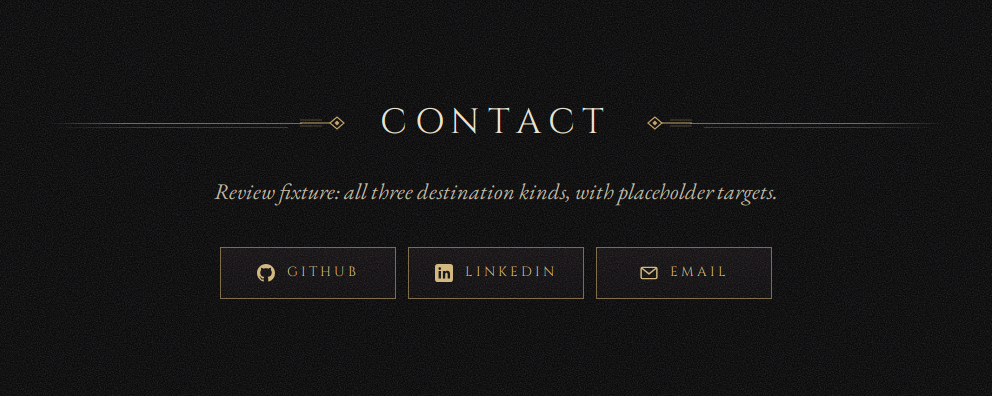 CONTACT
Review fixture: all three destination kinds, with placeholder targets.
GITHUB
LINKEDIN
EMAIL